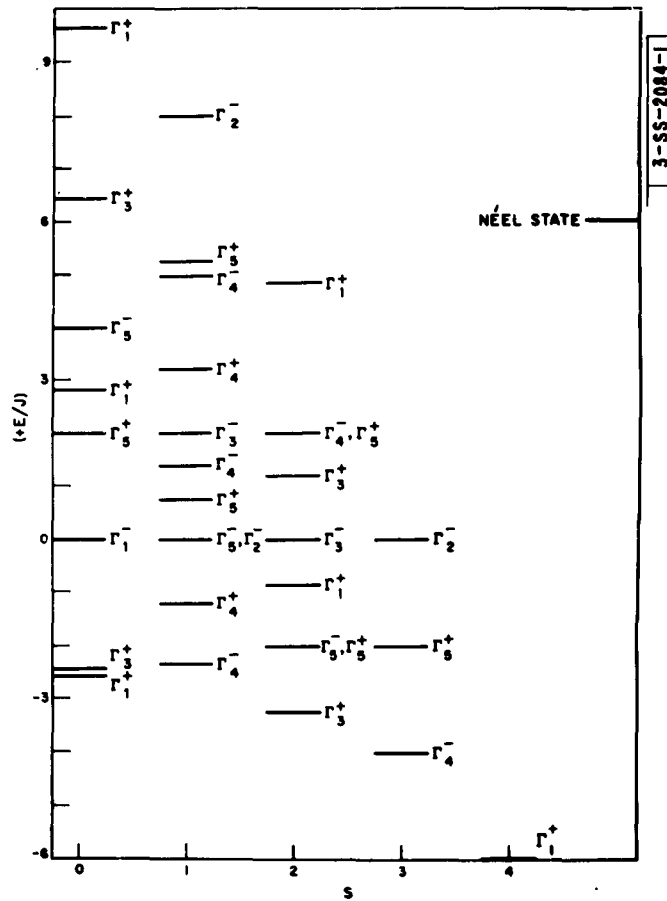 Γ₁⁺
9
Γ₂⁻
3-SS-2084-1
Γ₃⁺
6
NÉEL STATE
Γ₅⁺
Γ₄⁻
Γ₁⁺
Γ₅⁻
Γ₄⁺
3
Γ₁⁺
(+E/J)
Γ₅⁺
Γ₃⁻
Γ₄⁻, Γ₅⁺
Γ₄⁻
Γ₃⁺
Γ₅⁺
0
Γ₁⁻
Γ₅⁻, Γ₂⁻
Γ₃⁻
Γ₂⁻
Γ₁⁺
Γ₄⁺
Γ₅⁻, Γ₅⁺
Γ₅⁺
Γ₃⁺
Γ₄⁻
Γ₁⁺
-3
Γ₃⁺
Γ₄⁻
Γ₁⁺
-6
0 1 2 3 4
S